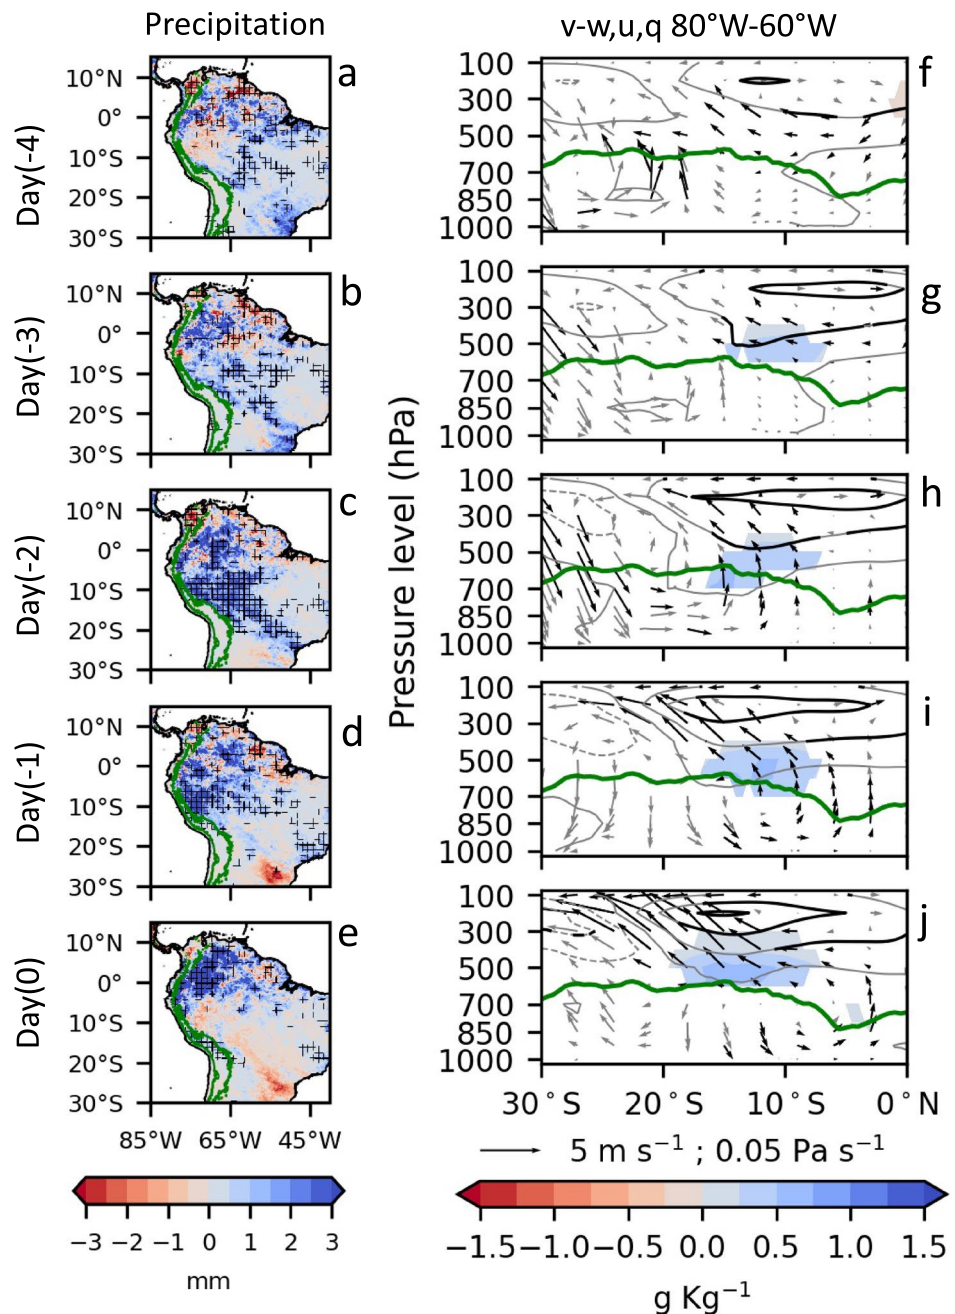 Precipitation
v-w,u,q 80°W-60°W
Day(-4)
10°N
0°
10°S
20°S
30°S
a
100
300
500
700
850
1000
f
Day(-3)
10°N
0°
10°S
20°S
30°S
b
100
300
500
700
850
1000
g
Day(-2)
10°N
0°
10°S
20°S
30°S
c
100
300
500
700
850
1000
h
Day(-1)
10°N
0°
10°S
20°S
30°S
d
100
300
500
700
850
1000
i
Day(0)
10°N
0°
10°S
20°S
30°S
e
100
300
500
700
850
1000
j
Pressure level (hPa)
85°W 65°W 45°W
30°S 20°S 10°S 0°N
5 m s⁻¹ ; 0.05 Pa s⁻¹
−3 −2 −1 0 1 2 3
mm
−1.5 −1.0 −0.5 0.0 0.5 1.0 1.5
g Kg⁻¹